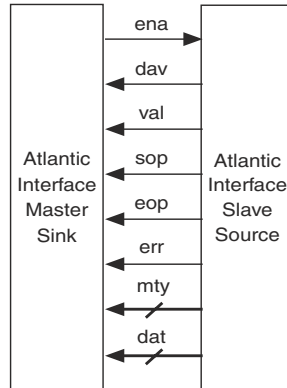 ena
dav
val
sop
eop
err
mty
dat
Atlantic
Interface
Master
Sink
Atlantic
Interface
Slave
Source